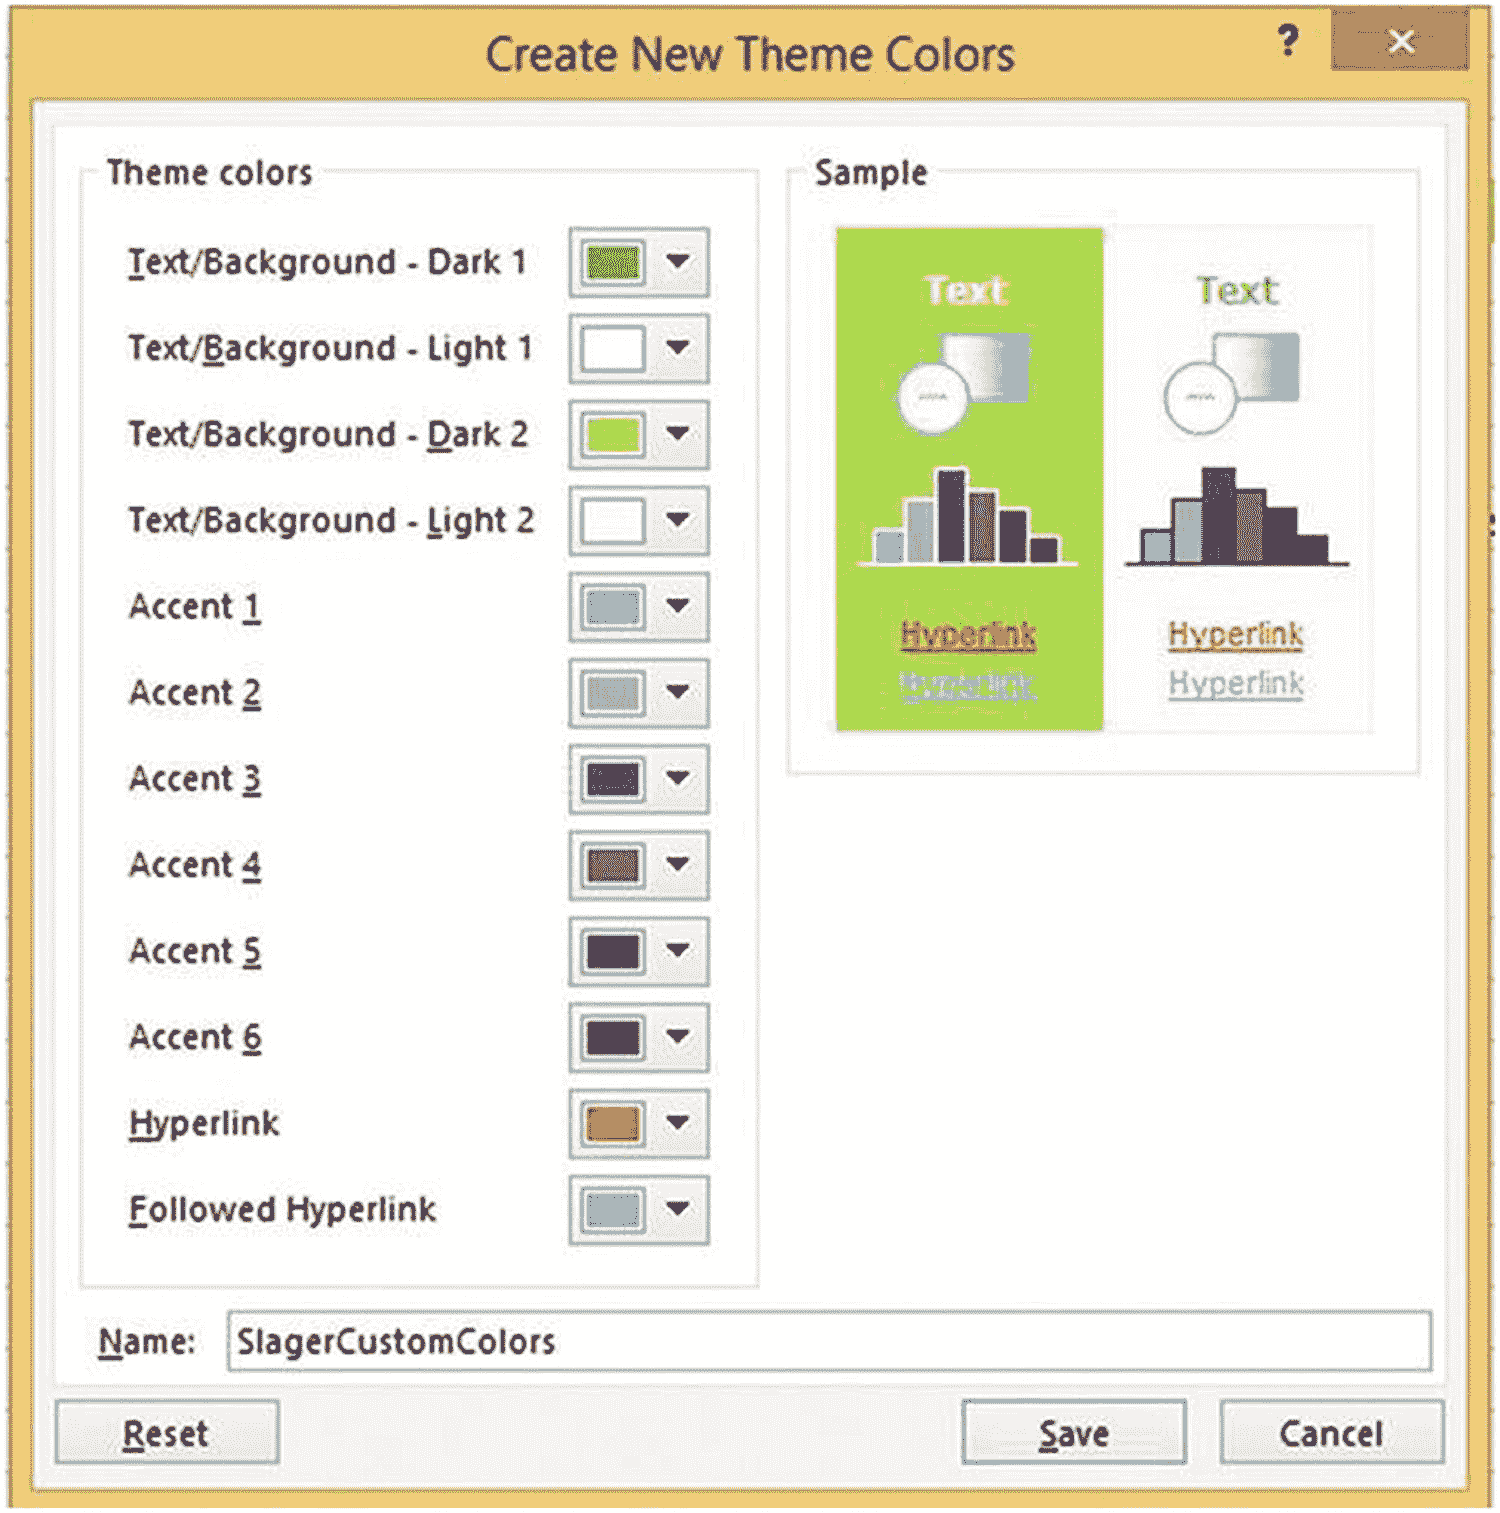 Create New Theme Colors
?
Theme colors
Text/Background - Dark 1
Text/Background - Light 1
Text/Background - Dark 2
Text/Background - Light 2
Accent 1
Accent 2
Accent 3
Accent 4
Accent 5
Accent 6
Hyperlink
Followed Hyperlink
Sample
Text
Text
Hyperlink
Hyperlink
Hyperlink
Hyperlink
Name: SlagerCustomColors
Reset
Save
Cancel